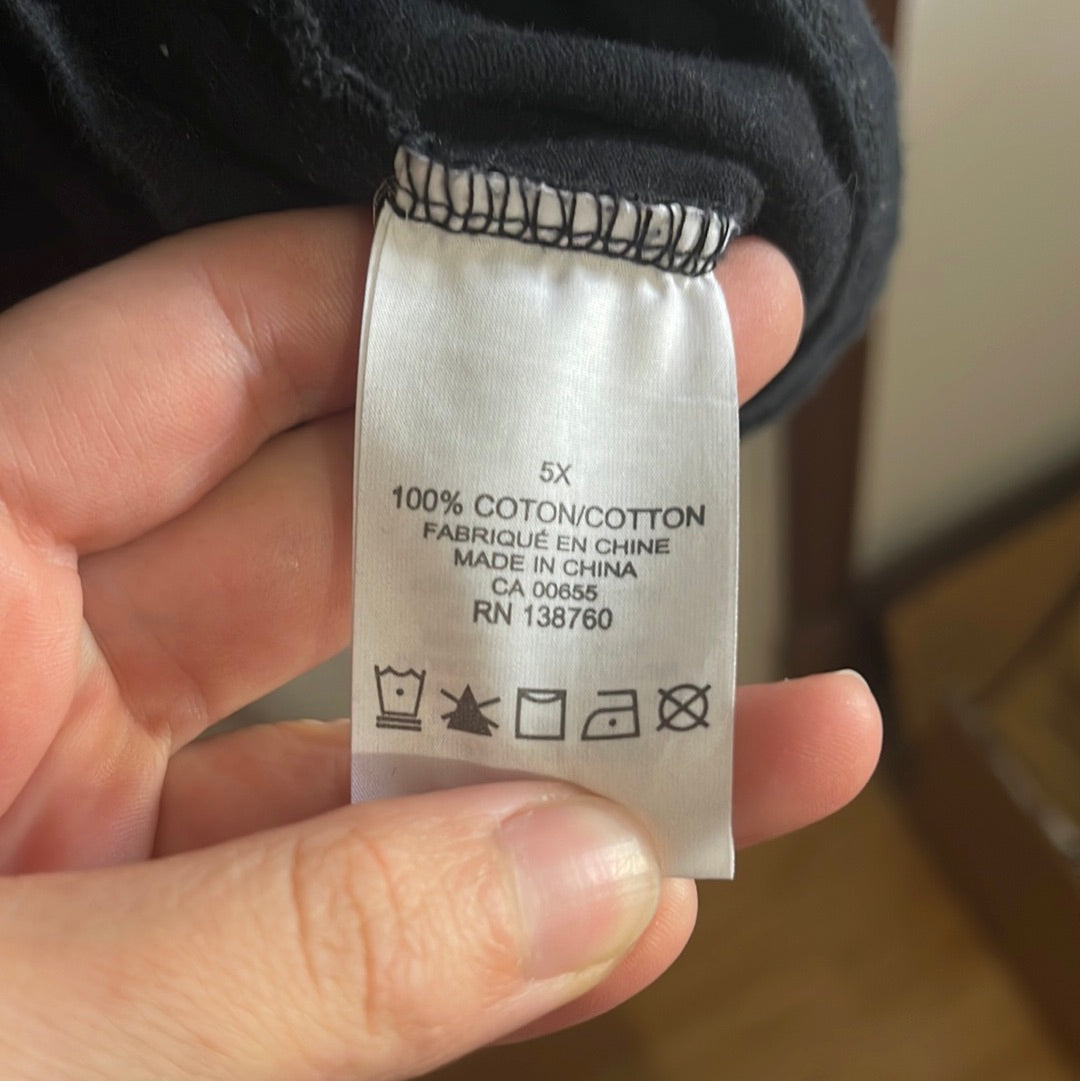 5X
100% COTON/COTTON
FABRIQUÉ EN CHINE
MADE IN CHINA
CA 00655
RN 138760